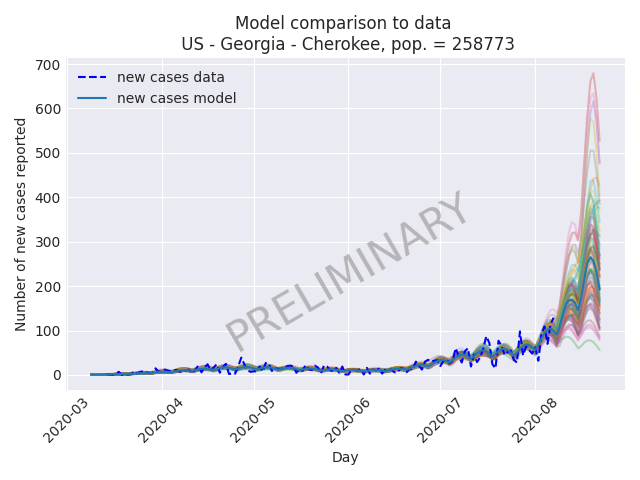 Model comparison to data
US - Georgia - Cherokee, pop. = 258773
new cases data
new cases model
Number of new cases reported
700
600
500
400
300
200
100
0
PRELIMINARY
2020-03
2020-04
2020-05
2020-06
2020-07
2020-08
Day